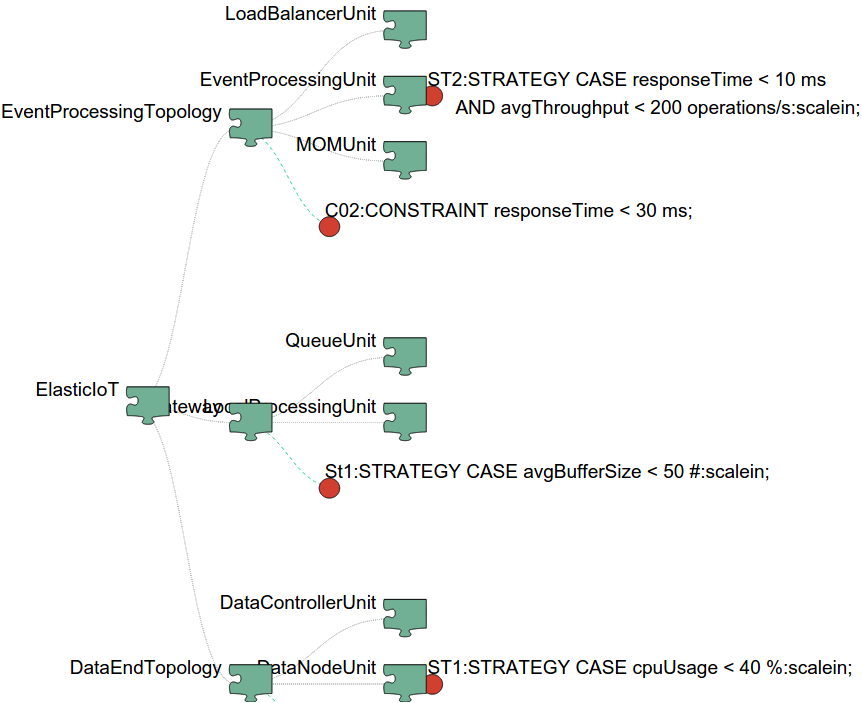 LoadBalancerUnit
EventProcessingUnit
ST2:STRATEGY CASE responseTime < 10 ms
AND avgThroughput < 200 operations/s:scalein;
EventProcessingTopology
MOMUnit
C02:CONSTRAINT responseTime < 30 ms;
QueueUnit
ElasticIoT
St1:STRATEGY CASE avgBufferSize < 50 #:scalein;
DataControllerUnit
DataEndTopology
DataNodeUnit
ST1:STRATEGY CASE cpuUsage < 40 %:scalein;